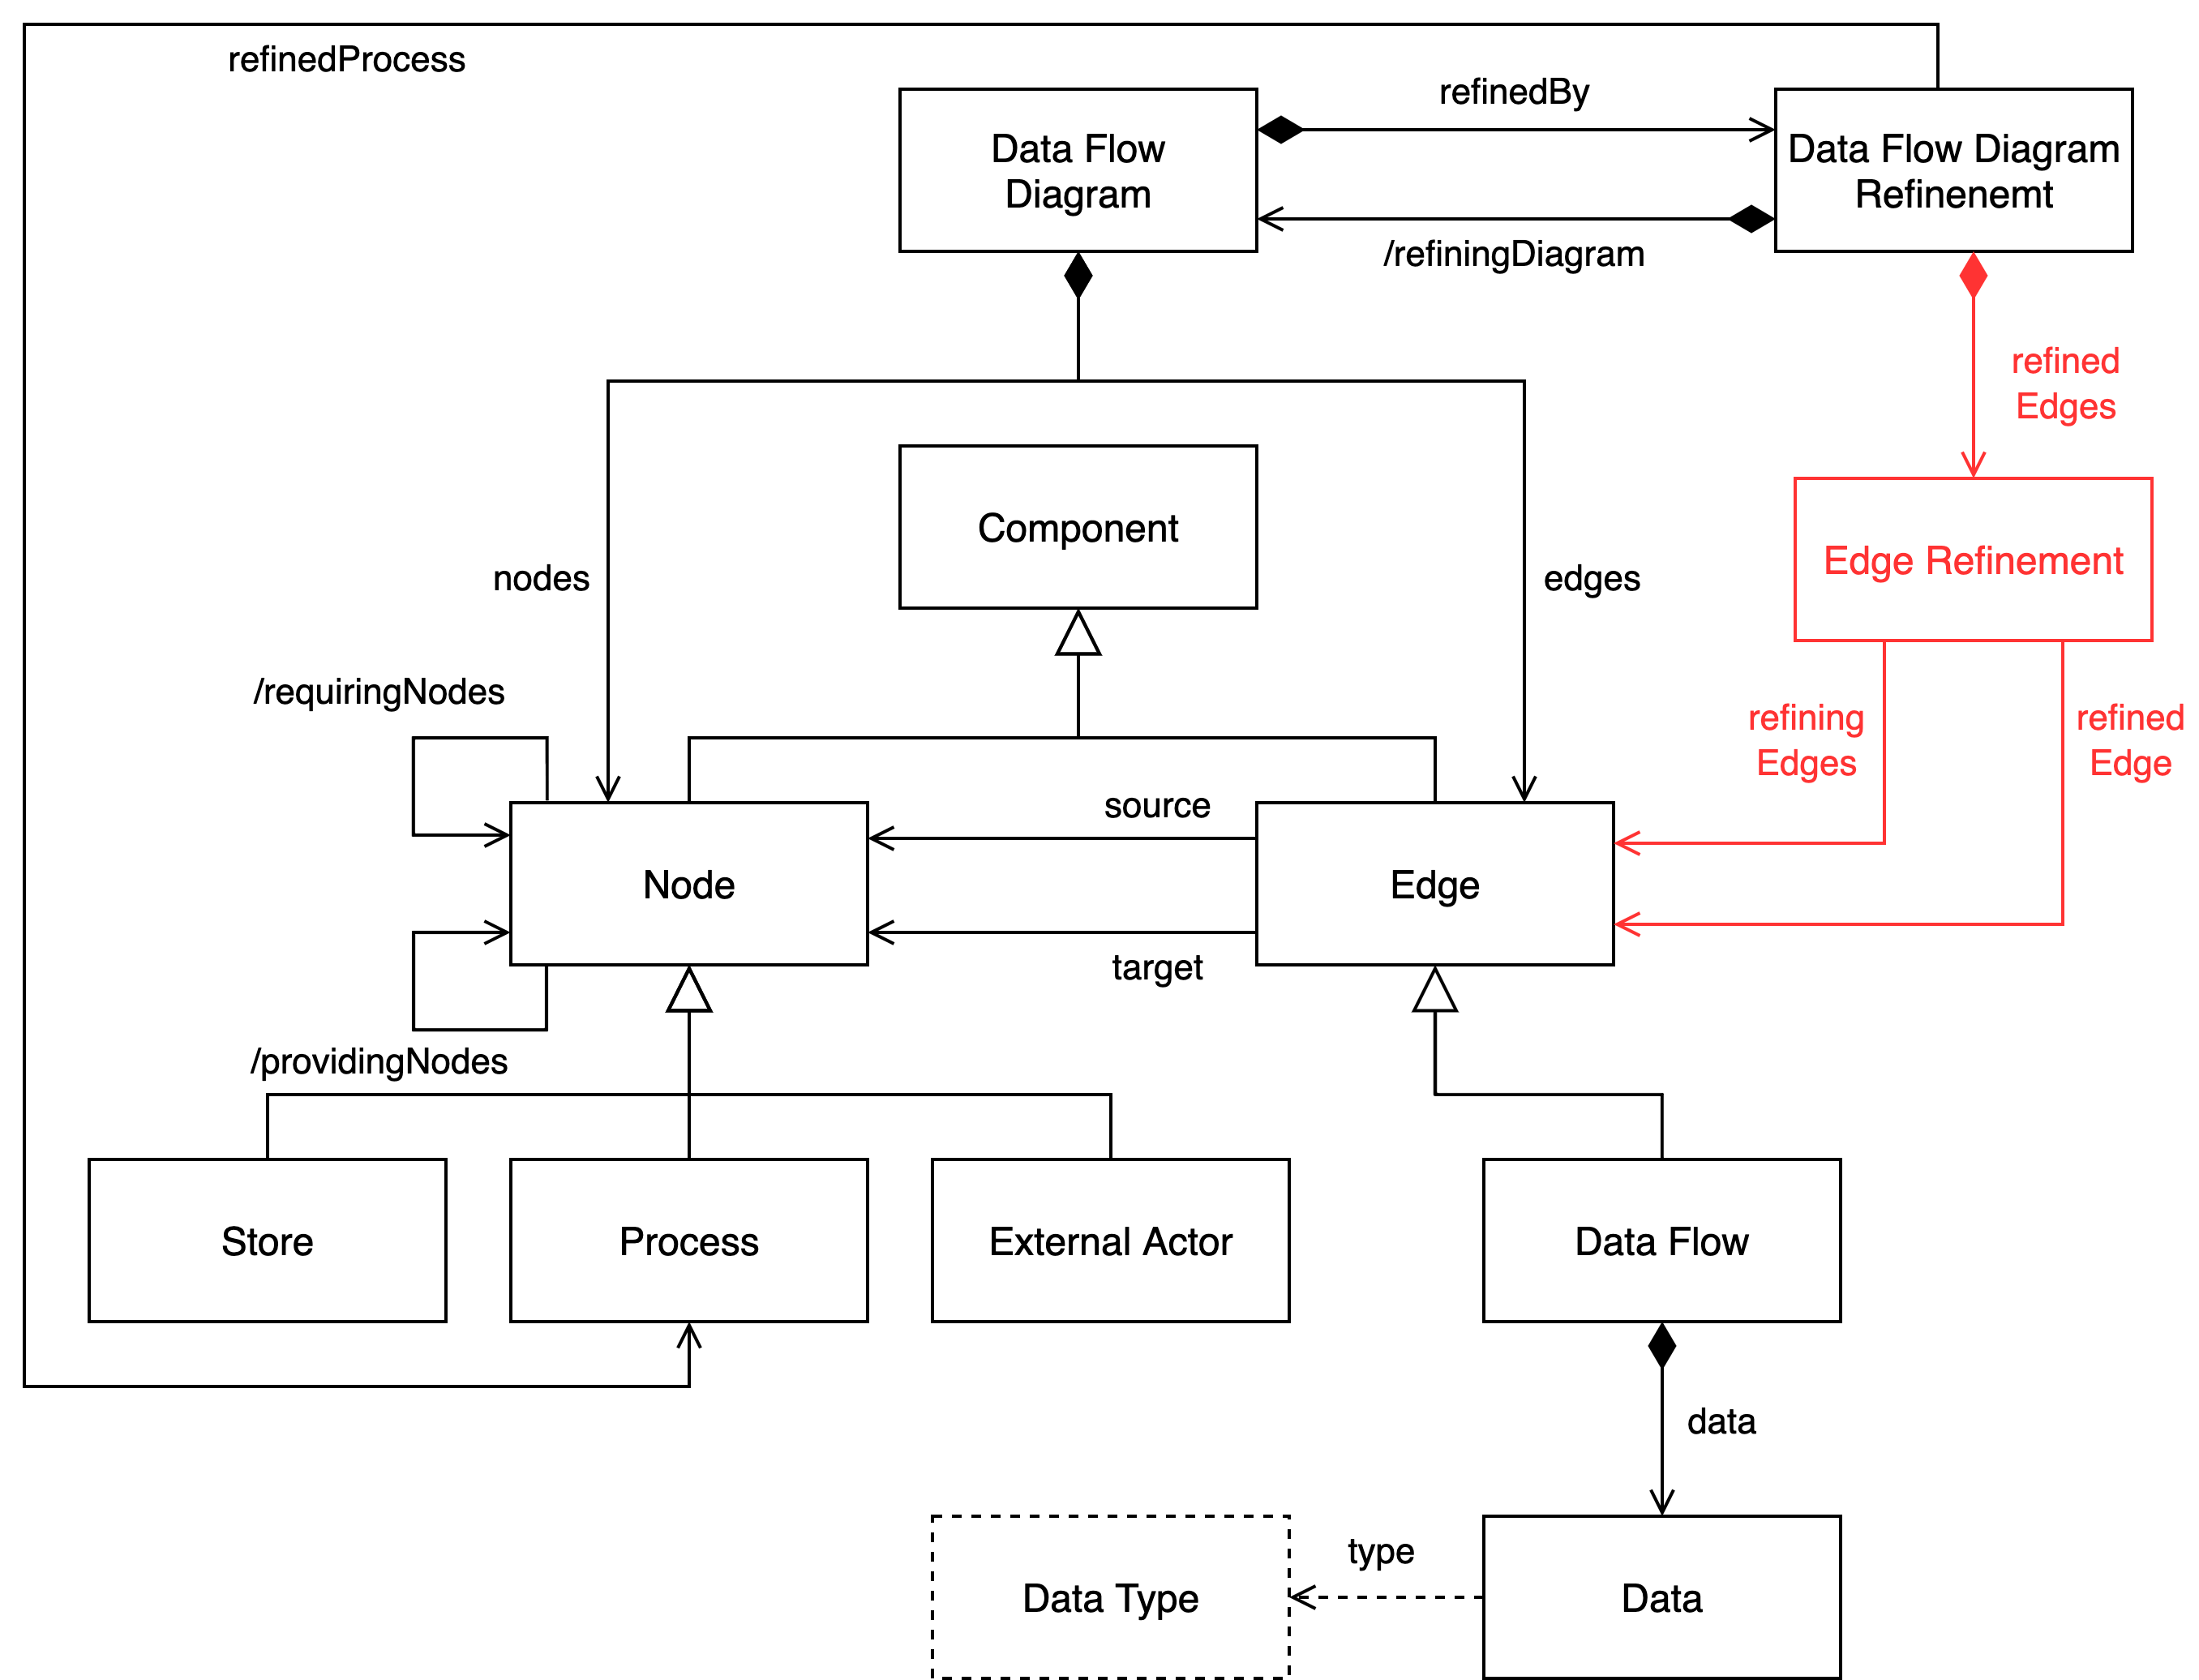 refinedProcess
refinedBy
Data Flow
Diagram
Data Flow Diagram
Refinenemt
/refiningDiagram
refined
Edges
Component
Edge Refinement
nodes
edges
/requiringNodes
refining
Edges
refined
Edge
source
Node
Edge
target
/providingNodes
Store
Process
External Actor
Data Flow
data
type
Data Type
Data